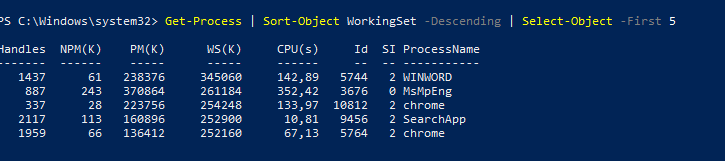 PS C:\Windows\system32> Get-Process | Sort-Object WorkingSet -Descending | Select-Object -First 5
Handles NPM(K) PM(K) WS(K) CPU(s) Id SI ProcessName
------- ------ ----- ----- ------ -- -- -----------
1437 61 238376 345060 142,89 5744 2 WINWORD
887 243 370864 261184 352,42 3676 0 MsMpEng
337 28 223756 254248 133,97 10812 2 chrome
2117 113 160896 252900 10,81 9456 2 SearchApp
1959 66 136412 252160 67,13 5764 2 chrome